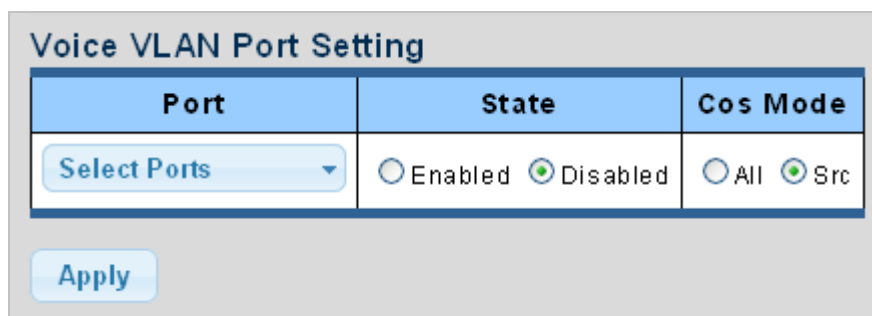 Voice VLAN Port Setting
Port State Cos Mode
Select Ports Enabled Disabled All Src
Apply